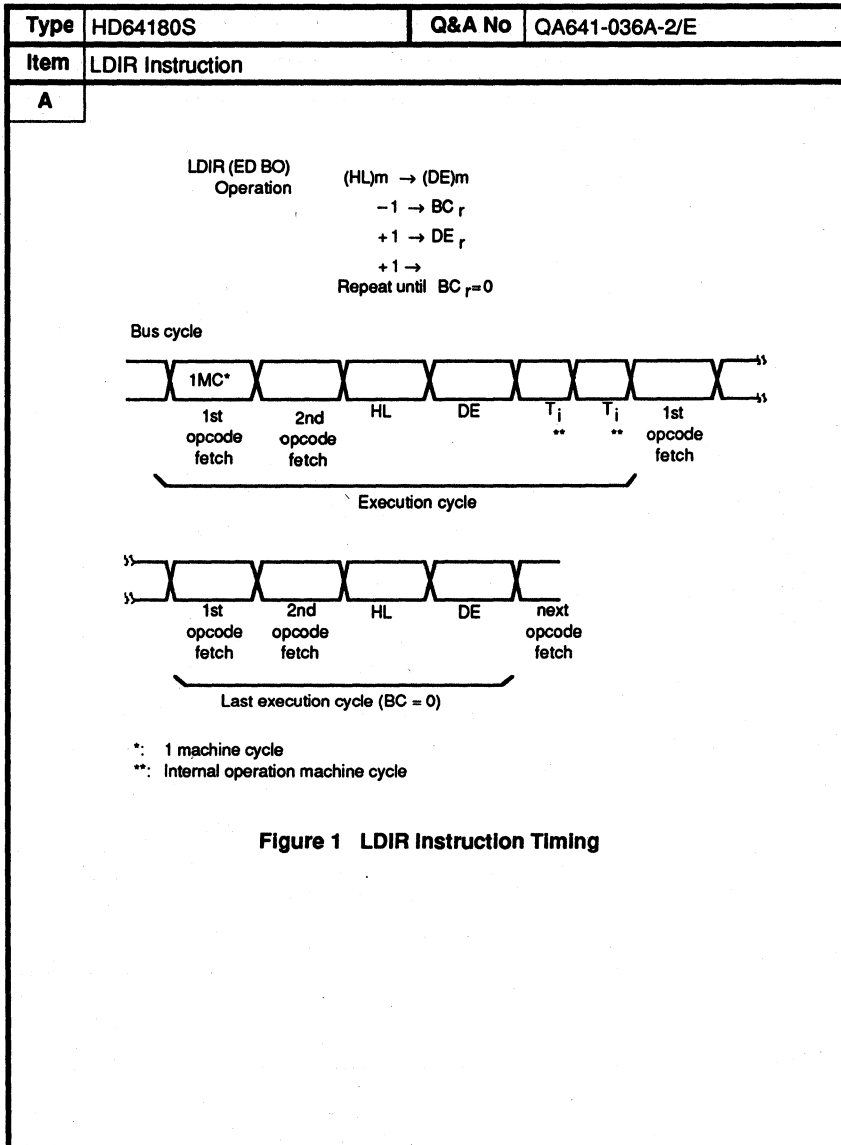 Type HD64180S Q&A No QA641-036A-2/E
Item LDIR Instruction
A
LDIR (ED BO) (HL)m → (DE)m
Operation
−1 → BC r
+1 → DE r
+1 →
Repeat until BC r=0
Bus cycle
1MC* HL DE Ti Ti
1st opcode fetch
2nd opcode fetch
** **
1st opcode fetch
Execution cycle
1st opcode fetch
2nd opcode fetch
HL DE
next opcode fetch
Last execution cycle (BC = 0)
*: 1 machine cycle
**: Internal operation machine cycle
Figure 1 LDIR Instruction Timing